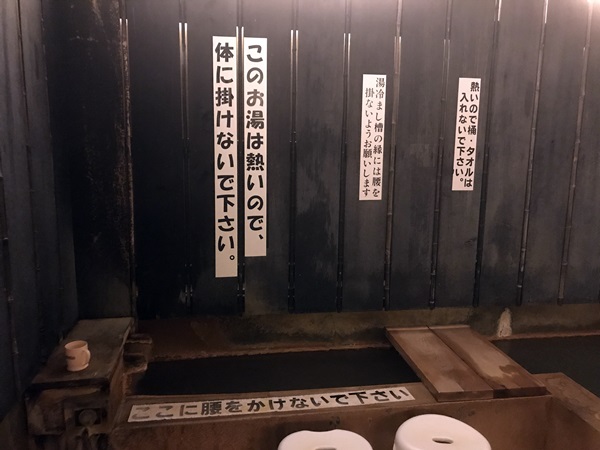 このお湯は熱いので、
体に掛けないで下さい。
湯冷まし槽の縁には腰を
掛ないようお願いします
熱いので桶・タオルは
入れないで下さい。
ここに腰をかけないで下さい